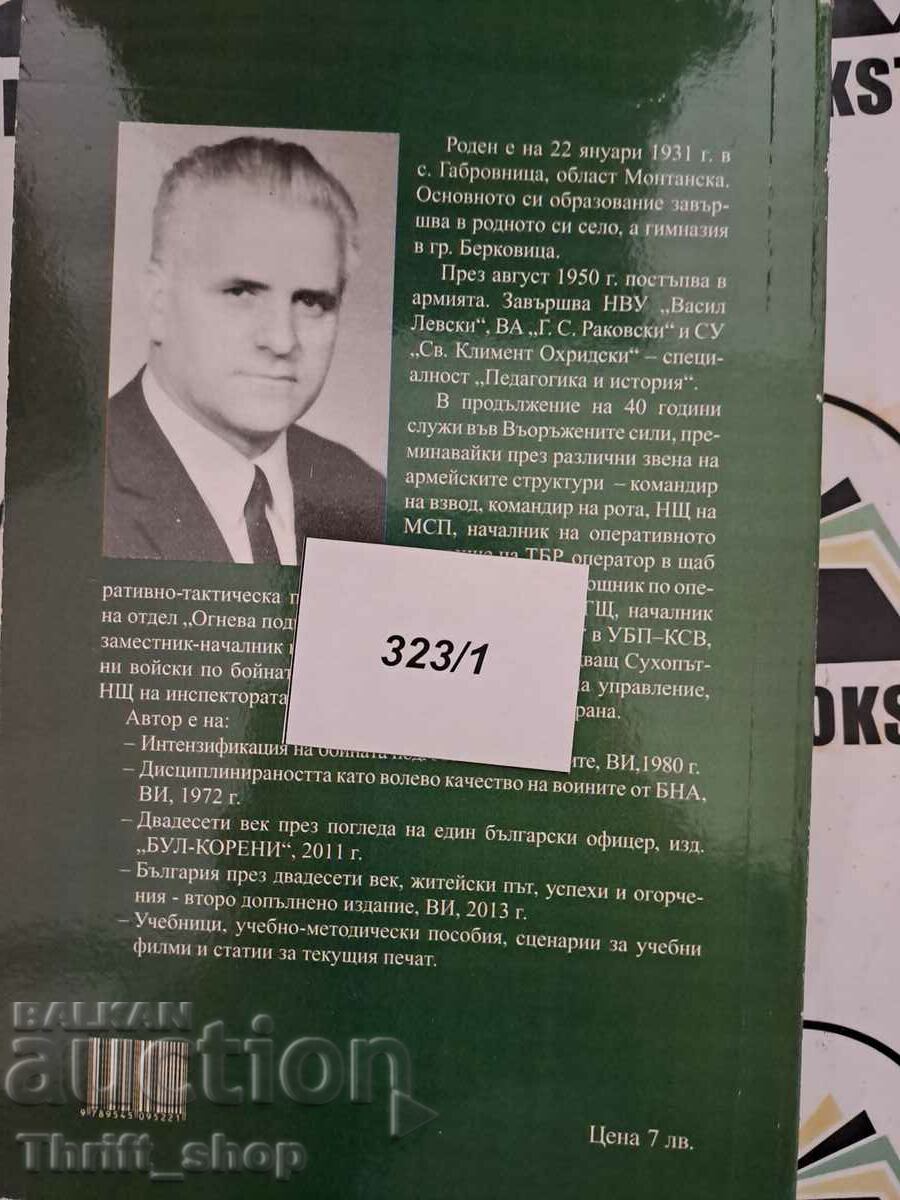 Роден е на 22 януари 1931 г. в
с. Габровница, област Монтанска.
Основното си образование завър-
шва в родното си село, а гимназия
в гр. Берковица.
През август 1950 г. постъпва в
армията. Завършва НВУ „Васил
Левски“, ВА „Г. С. Раковски“ и СУ
„Св. Климент Охридски“ – специ-
алност „Педагогика и история“.
В продължение на 40 години
служи във Въоръжените сили, пре-
минавайки през различни звена на
армейските структури – командир
на взвод, командир на рота, НЩ на
МСП, началник на оперативното
на ТБР, оператор в щаб
по опе-
ративно-тактическа
ГЩ, началник
на отдел „Огнева
в УБП–КСВ,
заместник-началник
Сухопът-
ни войски по
управление,
НЩ на инспектората
Автор е на:
– Интензификация на бойната
ВИ,1980 г.
– Дисциплинираността като волево качество на воините от БНА,
ВИ, 1972 г.
– Двадесети век през погледа на един български офицер, изд.
„БУЛ-КОРЕНИ“, 2011 г.
– България през двадесети век, житейски път, успехи и огорче-
ния - второ допълнено издание, ВИ, 2013 г.
– Учебници, учебно-методически пособия, сценарии за учебни
филми и статии за текущия печат.
323/1
BALKAN
auction
9 789545 095221
Thrift_shop
Цена 7 лв.